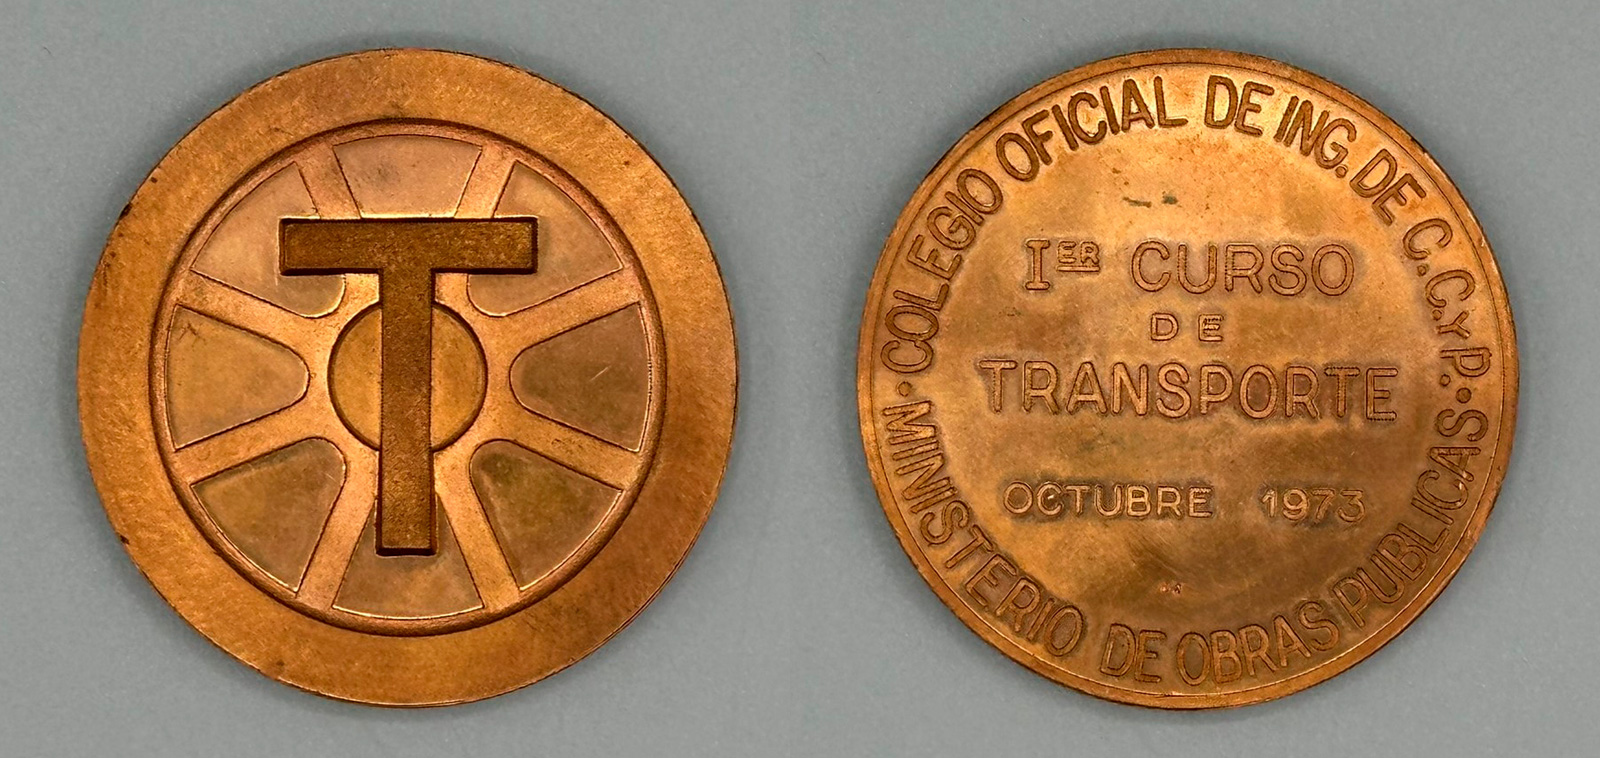 T
COLEGIO OFICIAL DE ING. DE C.C.Y P.
IER CURSO
DE
TRANSPORTE
OCTUBRE 1973
MINISTERIO DE OBRAS PUBLICAS